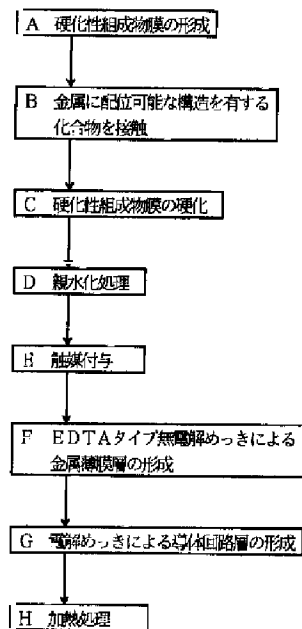 A 硬化性組成物膜の形成
B 金属に配位可能な構造を有する
化合物を接触
C 硬化性組成物膜の硬化
D 親水化処理
E 触媒付与
F EDTAタイプ無電解めっきによる
金属薄膜層の形成
G 電解めっきによる導体回路層の形成
H 加熱処理